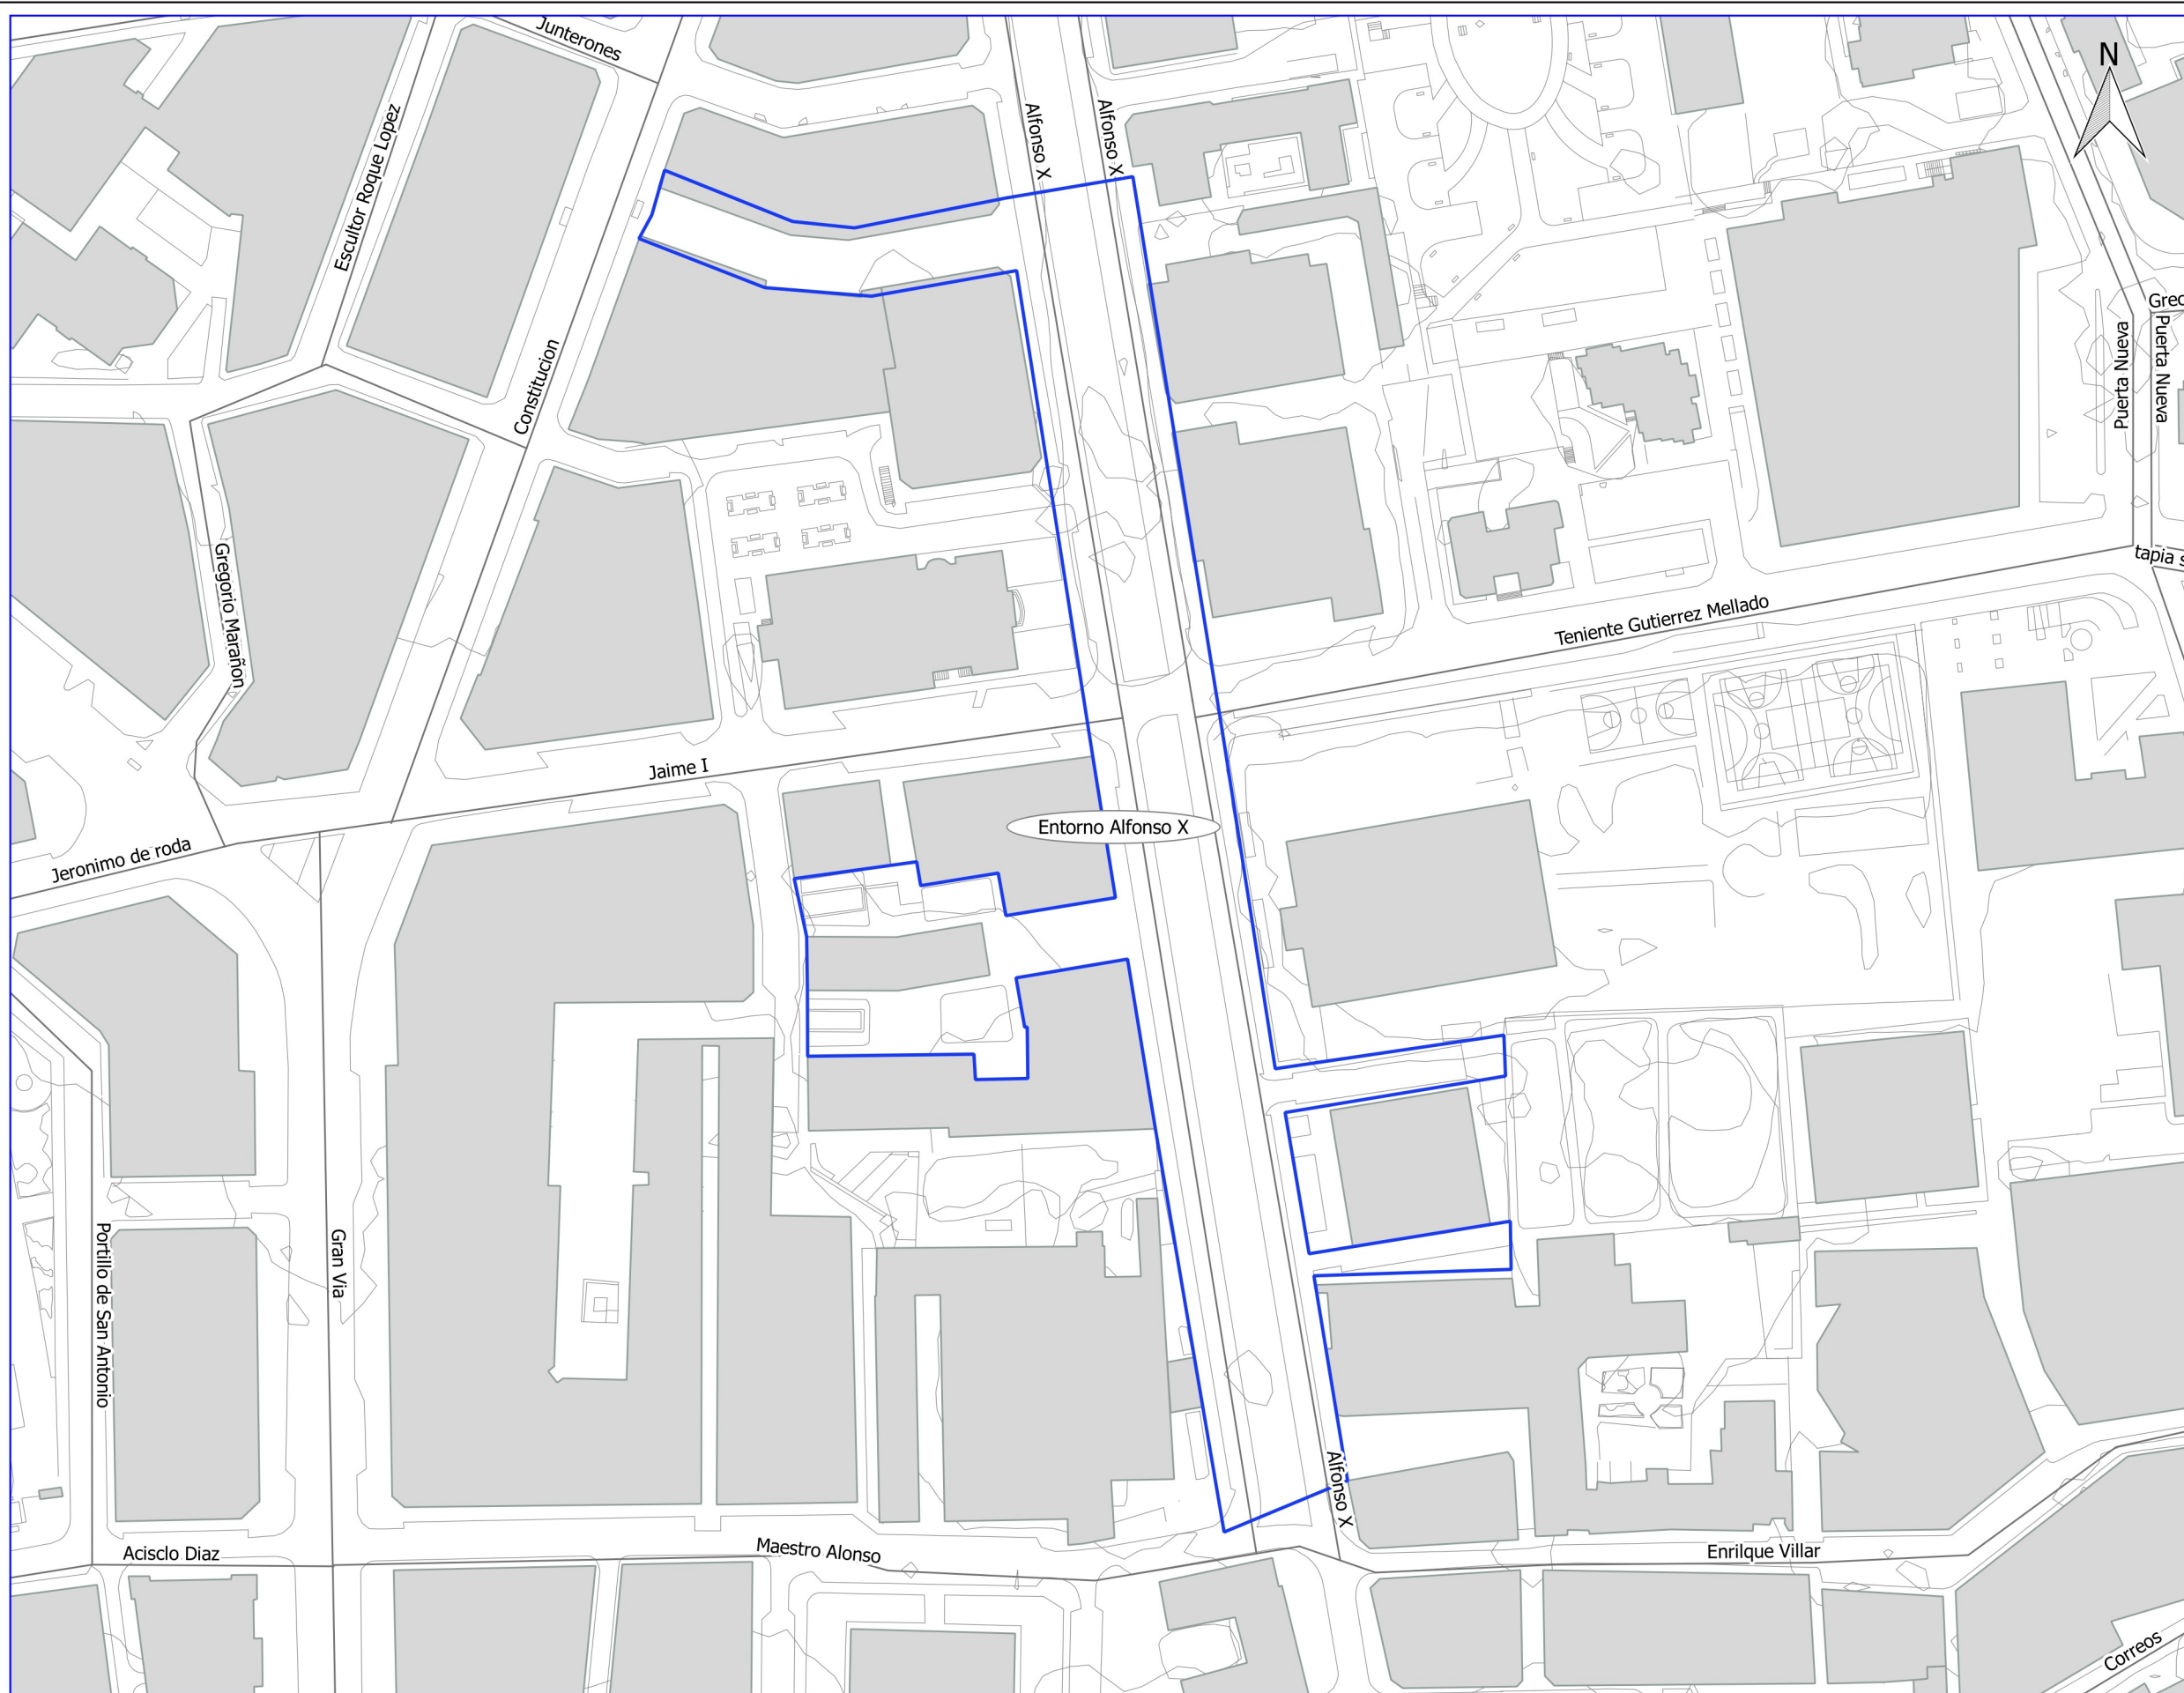 Junterones
N
Alfonso X
Alfonso X
Escultor Roque Lopez
Grec
Puerta Nueva
Puerta Nueva
Constitucion
tapia s
Gregorio Marañon
Teniente Gutierrez Mellado
Jaime I
Entorno Alfonso X
Jeronimo de roda
Portillo de San Antonio
Gran Via
Alfonso X
Acisclo Diaz
Maestro Alonso
Enrilque Villar
Correos